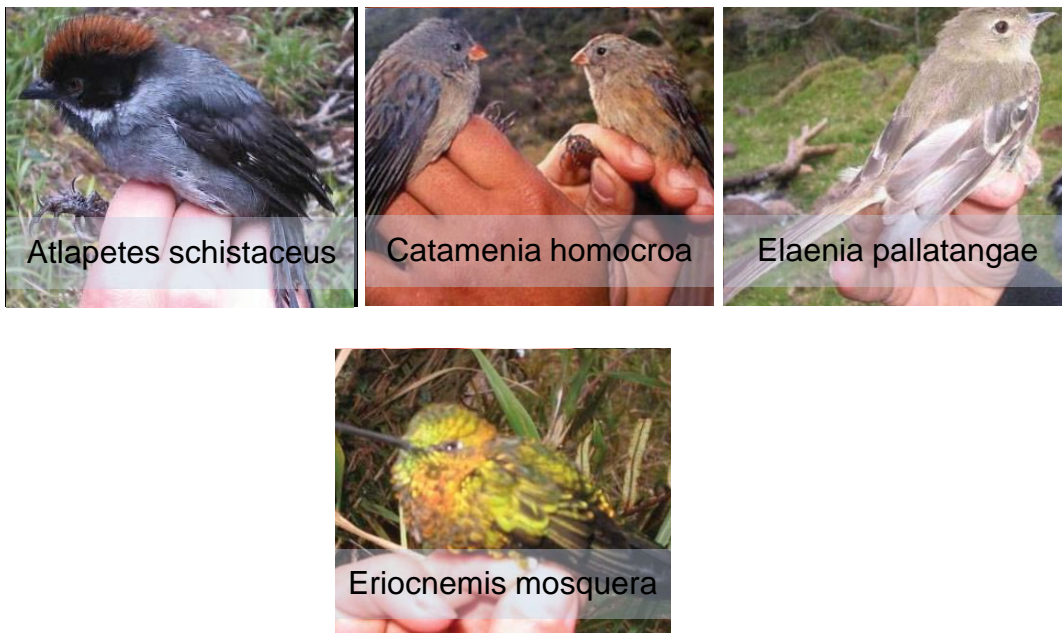 Atlapetes schistaceus
Catamenia homocroa
Elaenia pallatangae
Eriocnemis mosquera